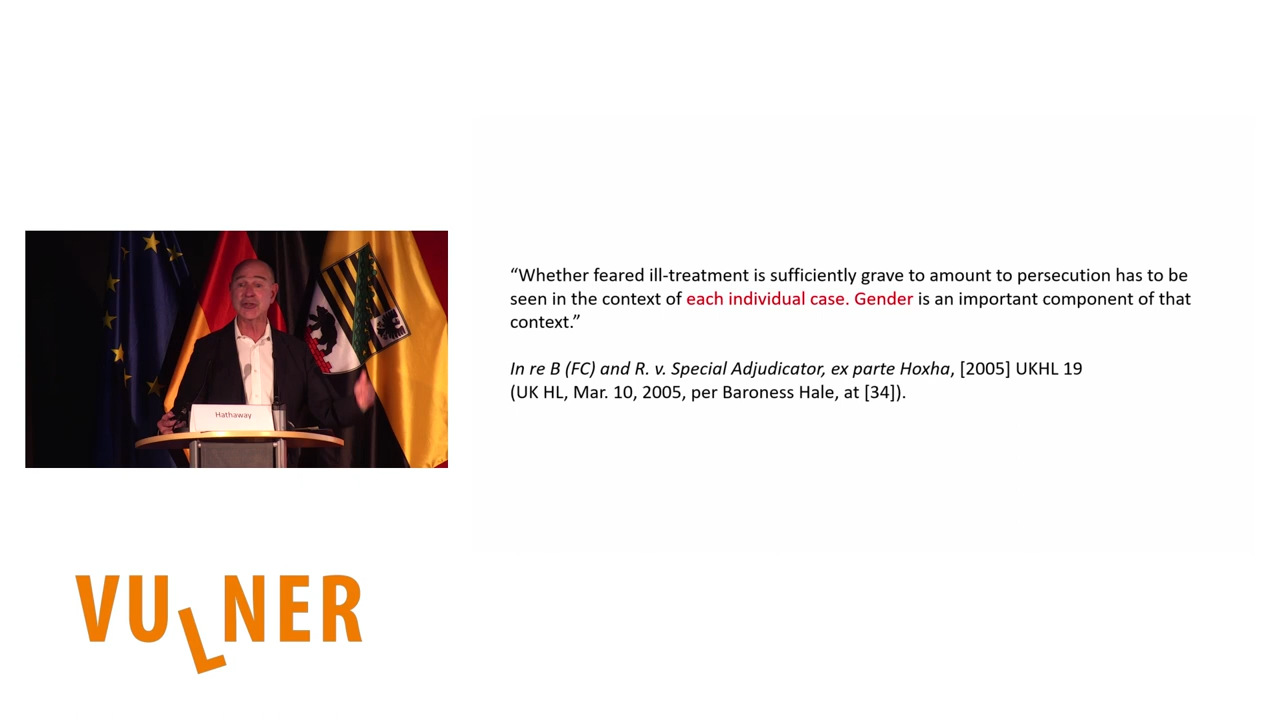 “Whether feared ill-treatment is sufficiently grave to amount to persecution has to be
seen in the context of each individual case. Gender is an important component of that
context.”
In re B (FC) and R. v. Special Adjudicator, ex parte Hoxha, [2005] UKHL 19
(UK HL, Mar. 10, 2005, per Baroness Hale, at [34]).
Hathaway
VULNER